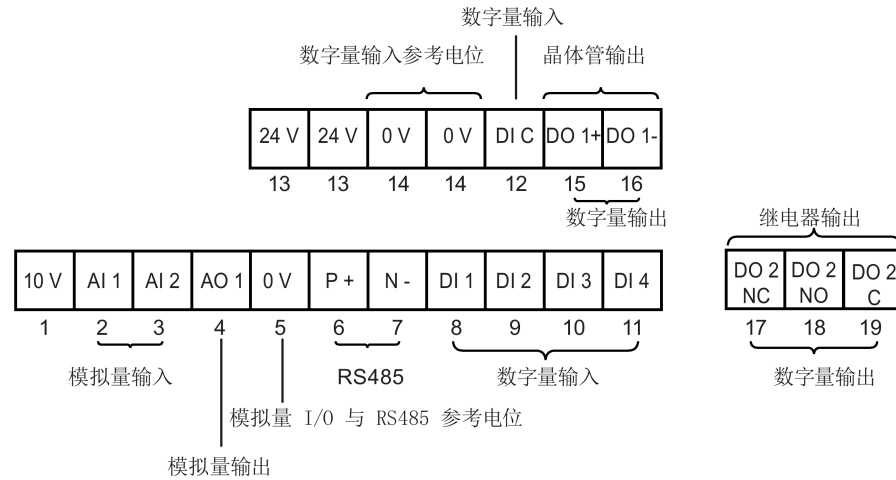 数字量输入
数字量输入参考电位 晶体管输出
24 V 24 V 0 V 0 V DI C DO 1+ DO 1-
13 13 14 14 12 15 16
数字量输出
继电器输出
10 V AI 1 AI 2 AO 1 0 V P + N - DI 1 DI 2 DI 3 DI 4
DO 2 NC DO 2 NO DO 2 C
1 2 3 4 5 6 7 8 9 10 11 17 18 19
模拟量输入 RS485 数字量输入 数字量输出
模拟量 I/O 与 RS485 参考电位
模拟量输出